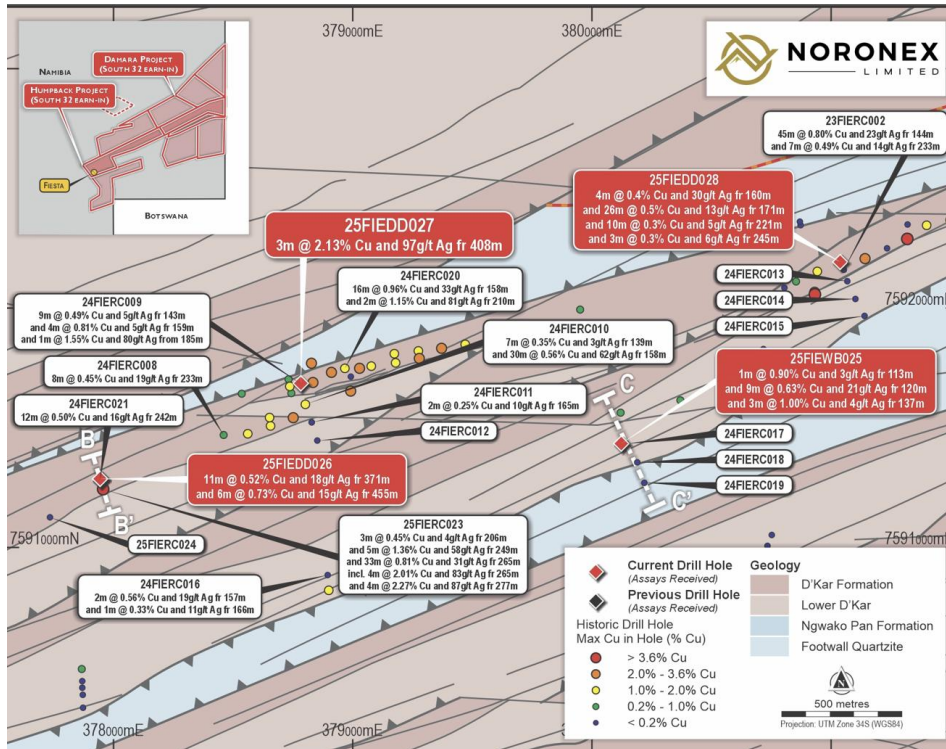 379000mE
380000mE
NAMIBIA
DAMARA PROJECT
(SOUTH 32 EARN-IN)
HUMPBACK PROJECT
(SOUTH 32 EARN-IN)
FIESTA
BOTSWANA
NORONEX
LIMITED
23FIERC002
45m @ 0.80% Cu and 23g/t Ag fr 144m
and 7m @ 0.49% Cu and 14g/t Ag fr 233m
25FIEDD028
4m @ 0.4% Cu and 30g/t Ag fr 160m
and 26m @ 0.5% Cu and 13g/t Ag fr 171m
and 10m @ 0.3% Cu and 5g/t Ag fr 221m
and 3m @ 0.3% Cu and 6g/t Ag fr 245m
25FIEDD027
3m @ 2.13% Cu and 97g/t Ag fr 408m
24FIERC020
16m @ 0.96% Cu and 33g/t Ag fr 158m
and 2m @ 1.15% Cu and 81g/t Ag fr 210m
24FIERC013
24FIERC014
24FIERC015
7592000mN
24FIERC009
9m @ 0.49% Cu and 5g/t Ag fr 143m
and 4m @ 0.81% Cu and 5g/t Ag fr 159m
and 1m @ 1.55% Cu and 80g/t Ag from 185m
24FIERC010
7m @ 0.35% Cu and 3g/t Ag fr 139m
and 30m @ 0.56% Cu and 62g/t Ag fr 158m
24FIERC008
8m @ 0.45% Cu and 19g/t Ag fr 233m
25FIEWB025
1m @ 0.90% Cu and 3g/t Ag fr 113m
and 9m @ 0.63% Cu and 21g/t Ag fr 120m
and 3m @ 1.00% Cu and 4g/t Ag fr 137m
24FIERC011
2m @ 0.25% Cu and 10g/t Ag fr 165m
24FIERC021
12m @ 0.50% Cu and 16g/t Ag fr 242m
24FIERC012
C
24FIERC017
24FIERC018
24FIERC019
C'
B
B'
25FIEDD026
11m @ 0.52% Cu and 18g/t Ag fr 371m
and 6m @ 0.73% Cu and 15g/t Ag fr 455m
7591000mN
7591000mN
25FIERC024
25FIERC023
3m @ 0.45% Cu and 4g/t Ag fr 206m
and 5m @ 1.36% Cu and 58g/t Ag fr 249m
and 33m @ 0.81% Cu and 31g/t Ag fr 265m
incl. 4m @ 2.01% Cu and 83g/t Ag fr 265m
and 4m @ 2.27% Cu and 87g/t Ag fr 277m
24FIERC016
2m @ 0.56% Cu and 19g/t Ag fr 157m
and 1m @ 0.33% Cu and 11g/t Ag fr 166m
Current Drill Hole
(Assays Received)
Previous Drill Hole
(Assays Received)
Historic Drill Hole
Max Cu in Hole (% Cu)
> 3.6% Cu
2.0% - 3.6% Cu
1.0% - 2.0% Cu
0.2% - 1.0% Cu
< 0.2% Cu
Geology
D'Kar Formation
Lower D'Kar
Ngwako Pan Formation
Footwall Quartzite
N
500 metres
Projection: UTM Zone 34S (WGS84)
378000mE
379000mE